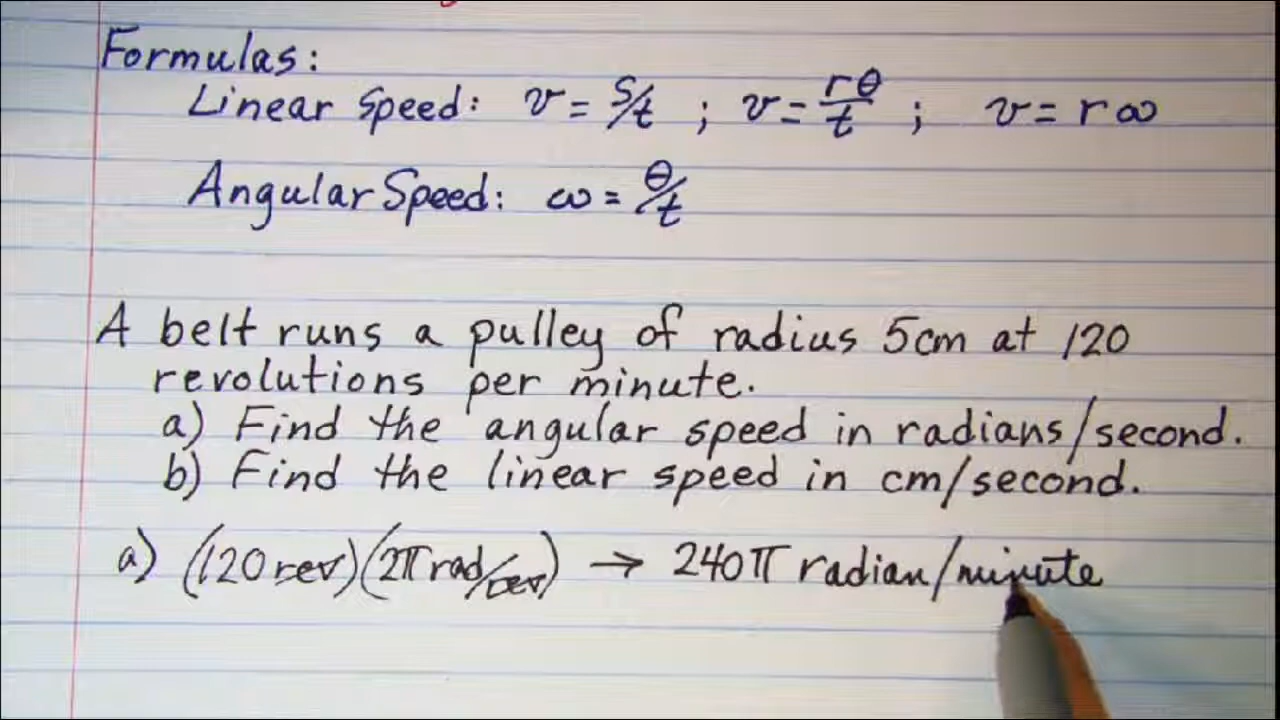 Formulas:
Linear Speed: v = s/t ; v = rθ/t ; v = rω
Angular Speed: ω = θ/t
A belt runs a pulley of radius 5cm at 120
revolutions per minute.
a) Find the angular speed in radians/second.
b) Find the linear speed in cm/second.
a) (120 rev)(2π rad/rev) → 240π radian/minute